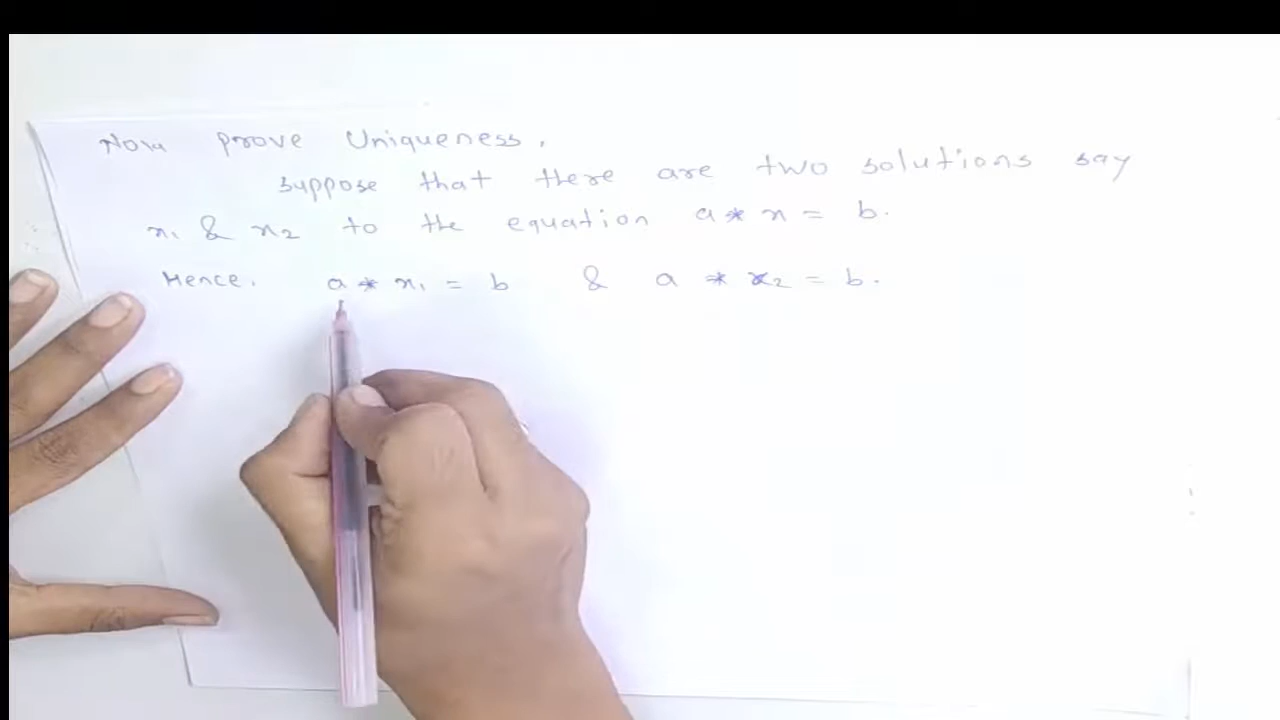 Now prove Uniqueness.
Suppose that there are two solutions say
x₁ & x₂ to the equation a * x = b.
Hence. a * x₁ = b & a * x₂ = b.